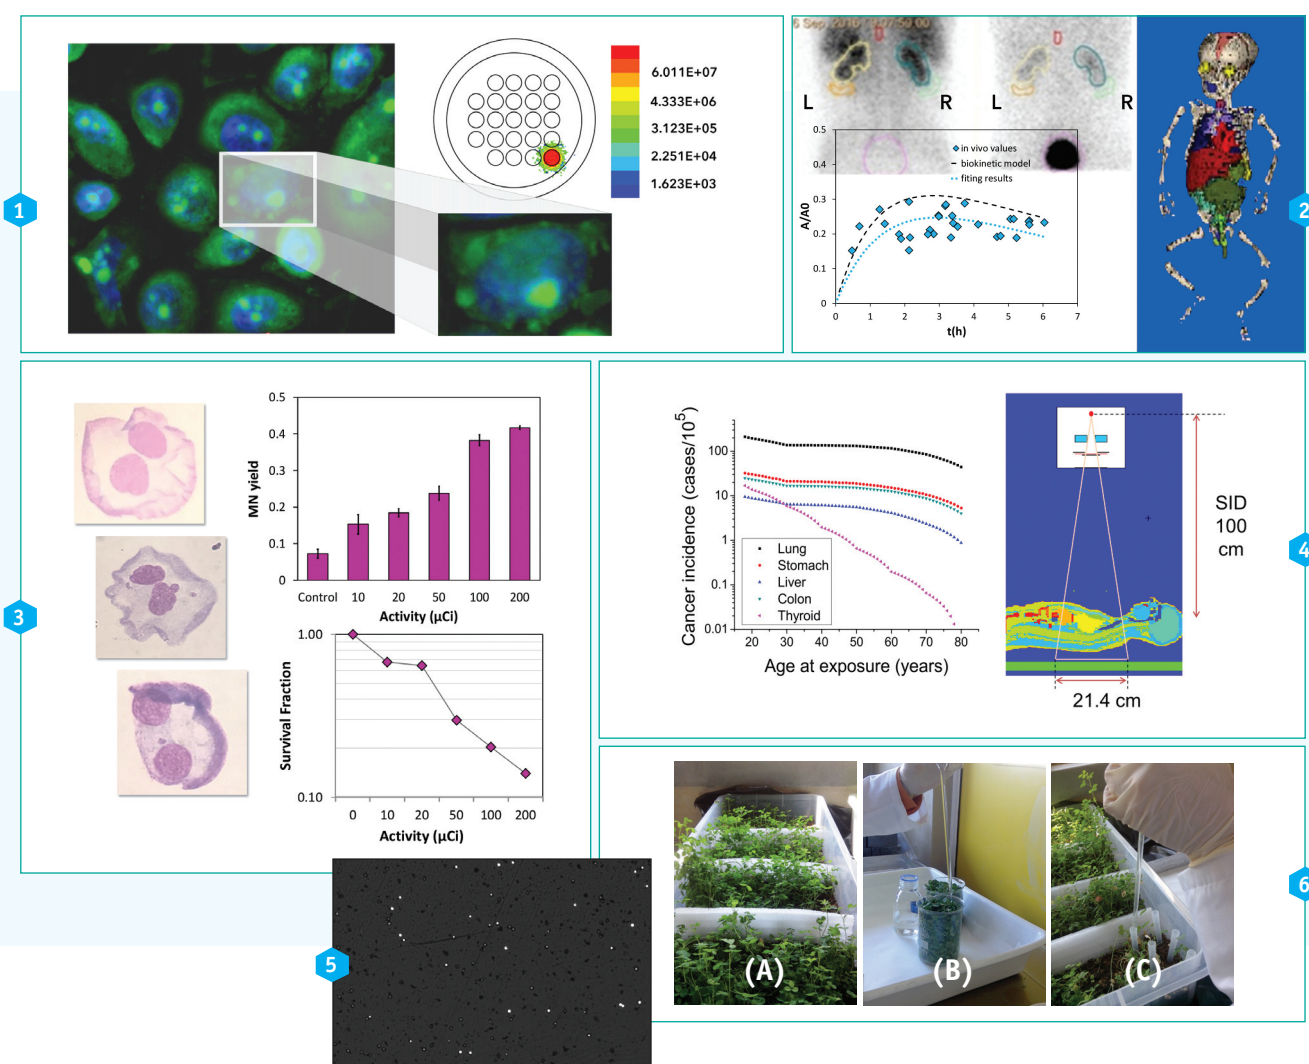 1
6.011E+07
4.333E+06
3.123E+05
2.251E+04
1.623E+03
2
6 Sep, 2016
L
R
L
R
0.5
0.4
0.3
0.2
0.1
0
A/A0
in vivo values
biokinetic model
fiting results
0 1 2 3 4 5 6 7
t(h)
3
0.5
0.4
0.3
0.2
0.1
0
MN yield
Control 10 20 50 100 200
Activity (µCi)
1.00
0.10
Survival Fraction
0 10 20 50 100 200
Activity (µCi)
4
Cancer incidence (cases/10⁵)
100
10
1
0.1
0.01
Lung
Stomach
Liver
Colon
Thyroid
20 30 40 50 60 70 80
Age at exposure (years)
SID
100
cm
21.4 cm
5
6
(A)
(B)
(C)